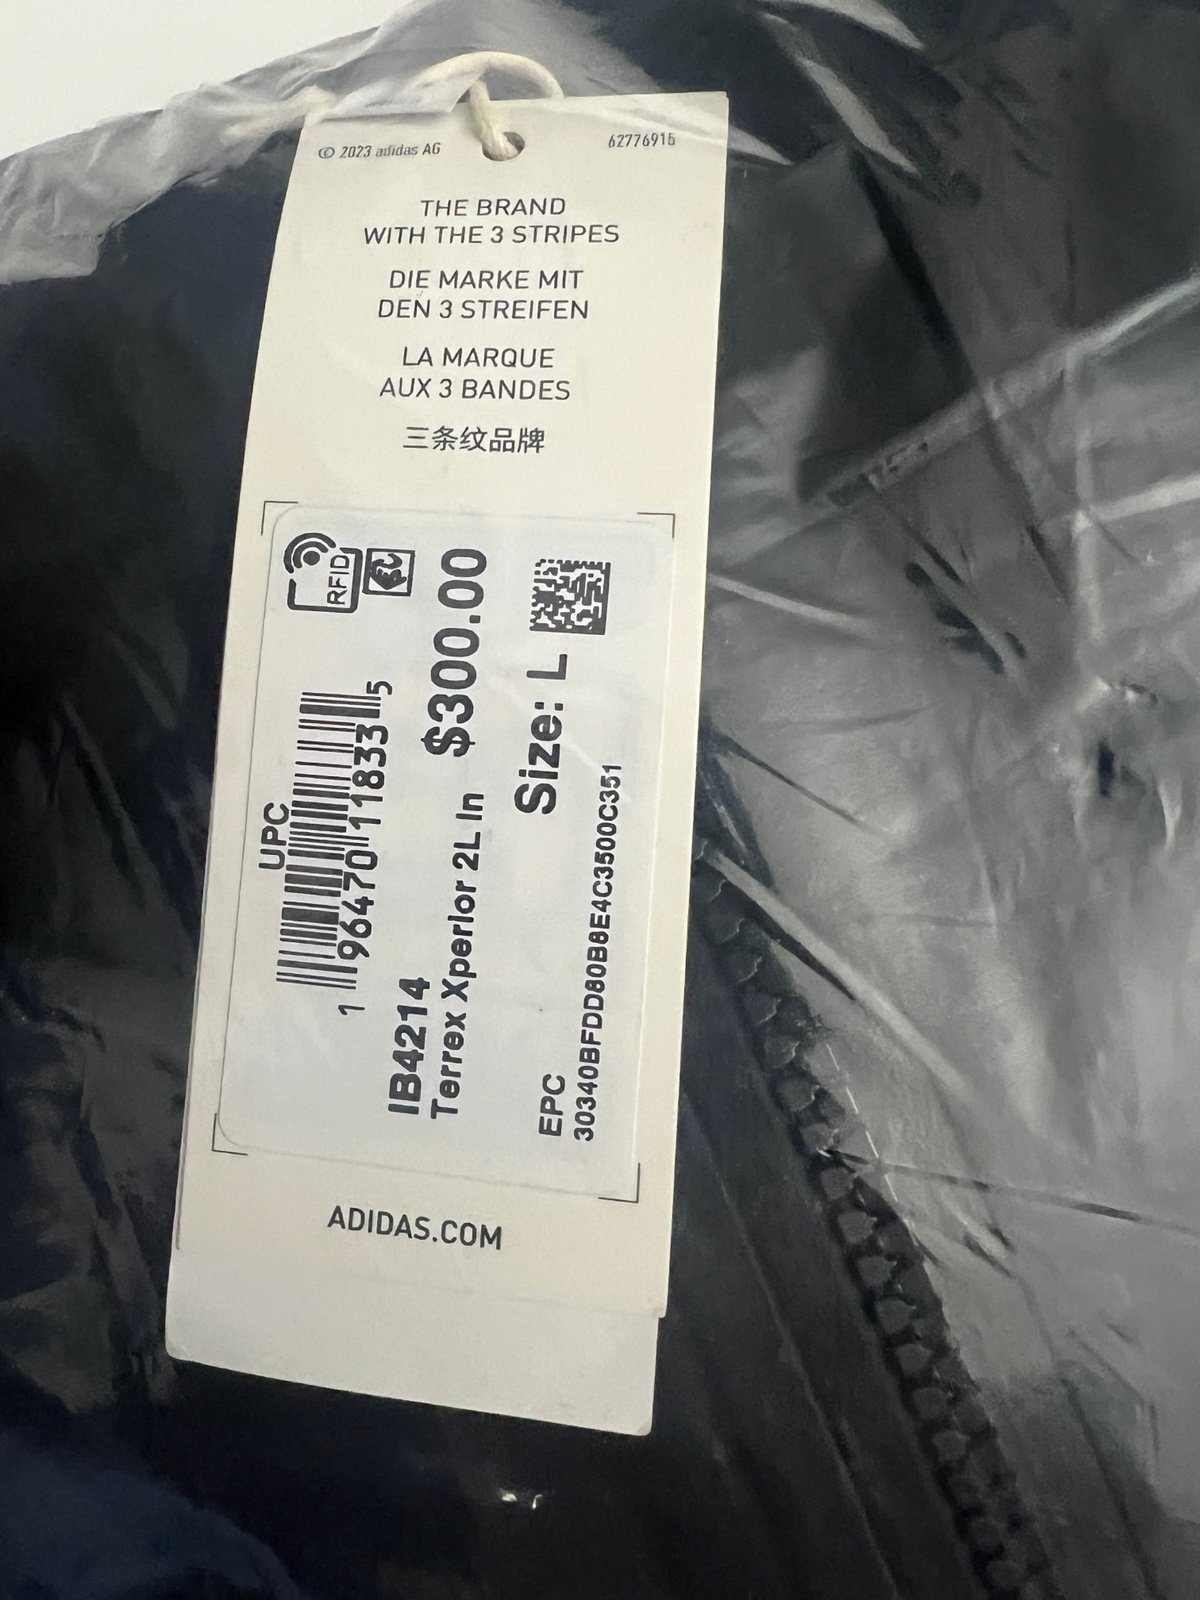 © 2023 adidas AG
62776916
THE BRAND
WITH THE 3 STRIPES
DIE MARKE MIT
DEN 3 STREIFEN
LA MARQUE
AUX 3 BANDES
三条纹品牌
RFID
UPC
1 96470 11833 5
IB4214
Terrex Xperior 2L In
$300.00
Size: L
EPC
30340BFDD80B8E4C3500C351
ADIDAS.COM